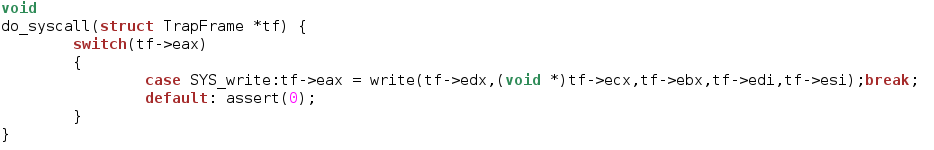 void
do_syscall(struct TrapFrame *tf) {
        switch(tf->eax)
        {
                case SYS_write:tf->eax = write(tf->edx,(void *)tf->ecx,tf->ebx,tf->edi,tf->esi);break;
                default: assert(0);
        }
}